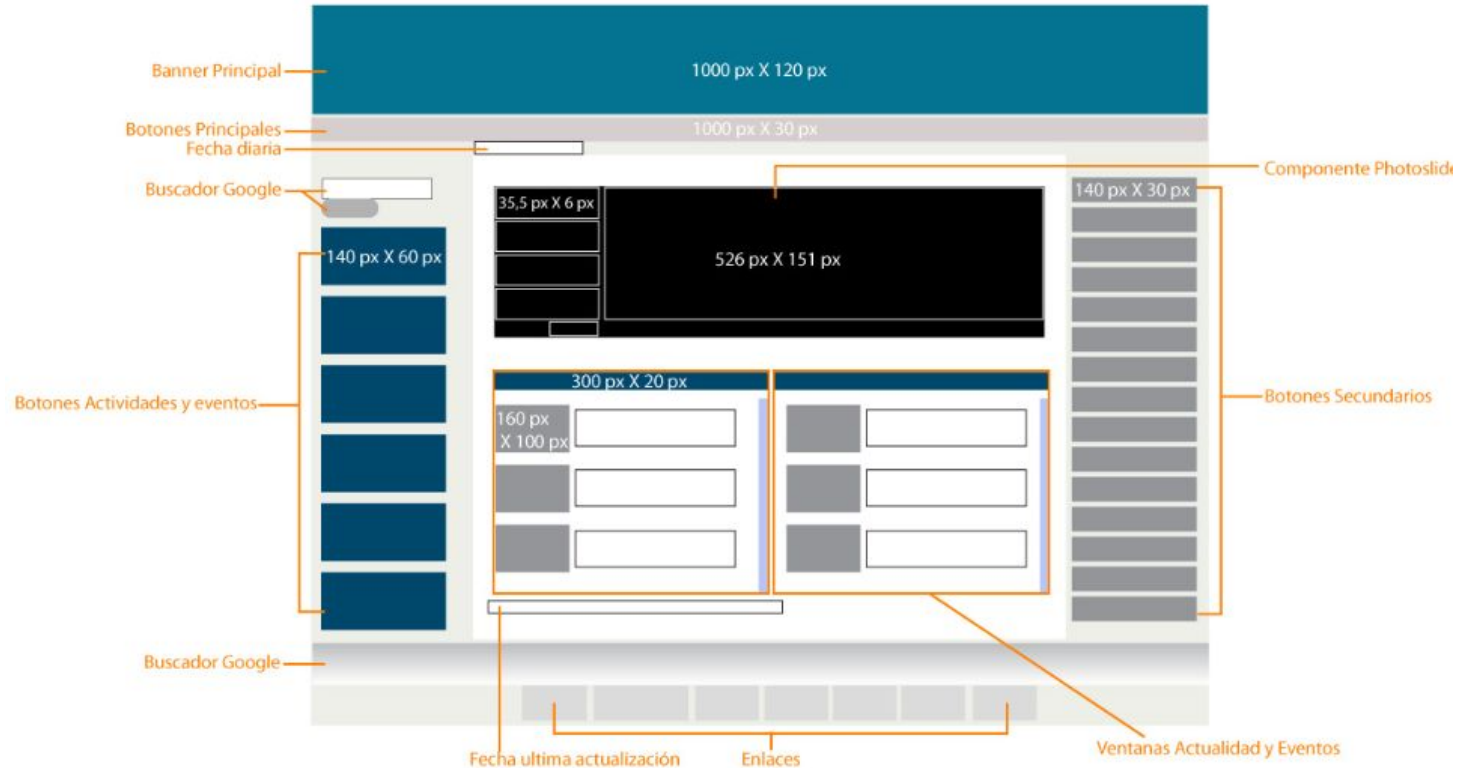 1000 px X 120 px
Banner Principal
Botones Principales
1000 px X 30 px
Fecha diaria
Componente Photoslide
Buscador Google
140 px X 30 px
35,5 px X 6 px
140 px X 60 px
526 px X 151 px
300 px X 20 px
Botones Actividades y eventos
Botones Secundarios
160 px
X 100 px
Buscador Google
Fecha ultima actualización
Enlaces
Ventanas Actualidad y Eventos